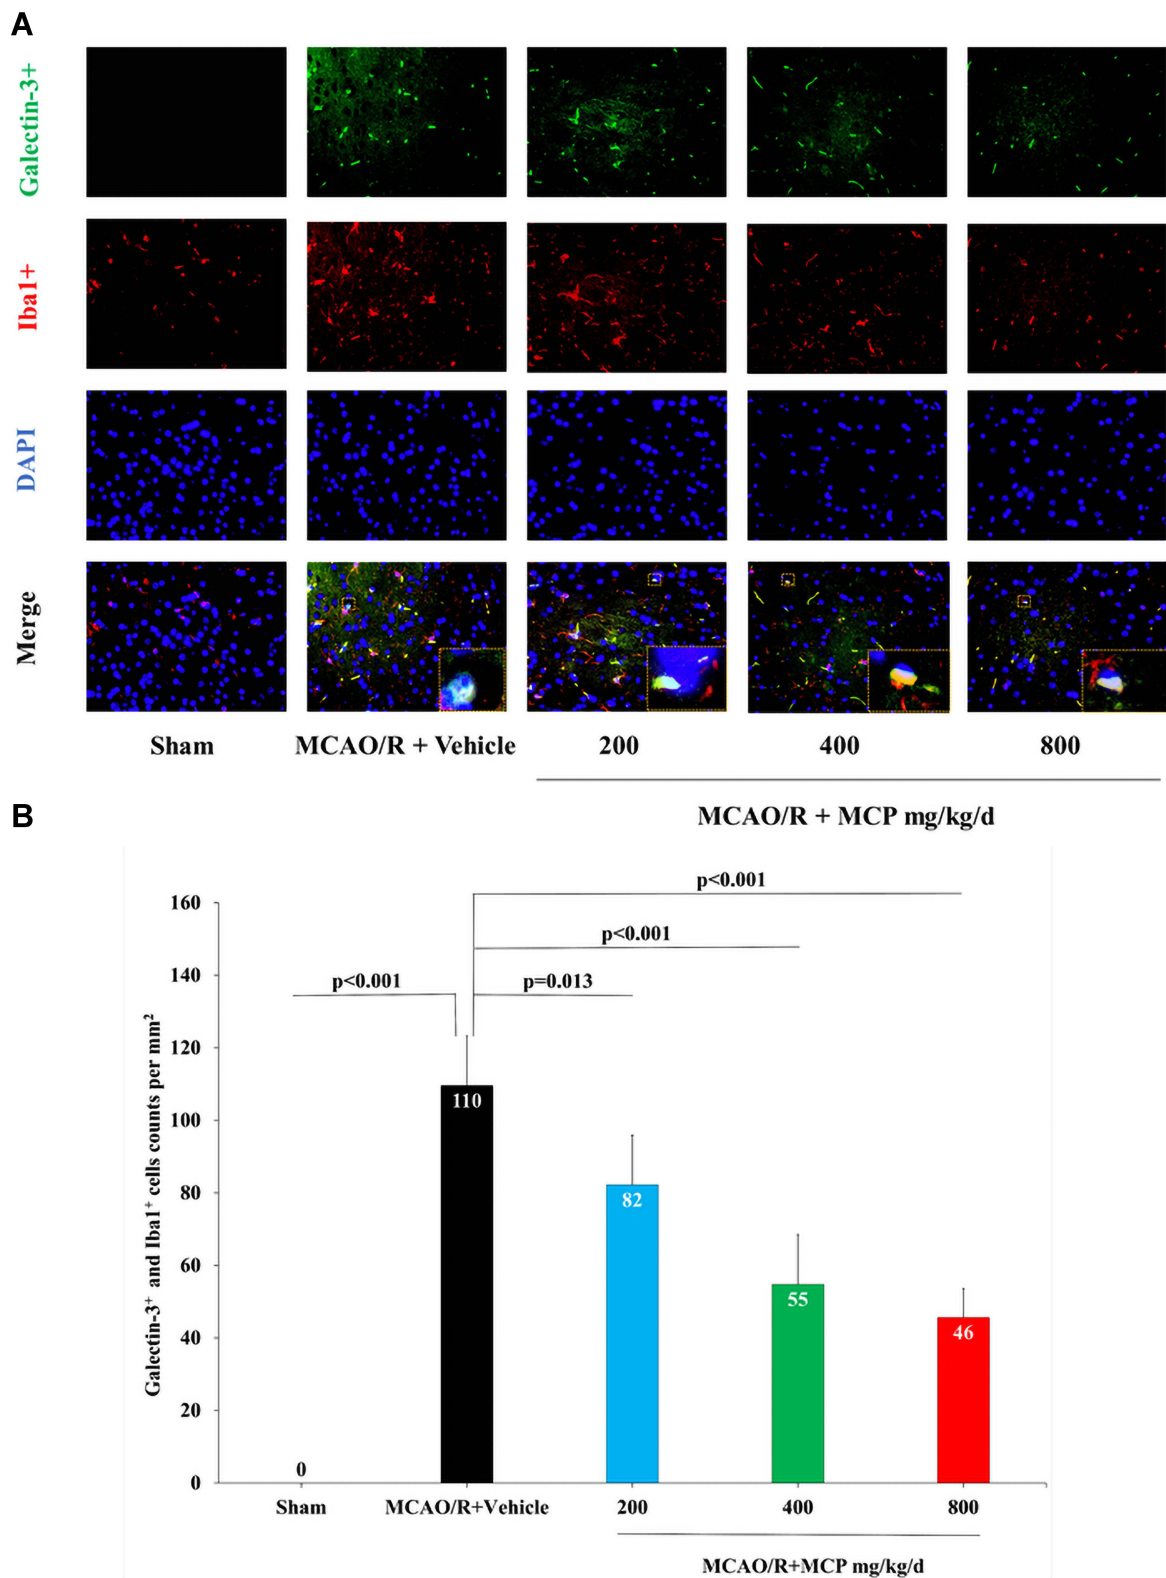 A
Galectin-3+
Iba1+
DAPI
Merge
Sham
MCAO/R + Vehicle
200
400
800
MCAO/R + MCP mg/kg/d
B
Galectin-3⁺ and Iba1⁺ cells counts per mm²
160
140
120
100
80
60
40
20
0
p<0.001
p<0.001
p<0.001
p=0.013
0
110
82
55
46
Sham
MCAO/R+Vehicle
200
400
800
MCAO/R+MCP mg/kg/d